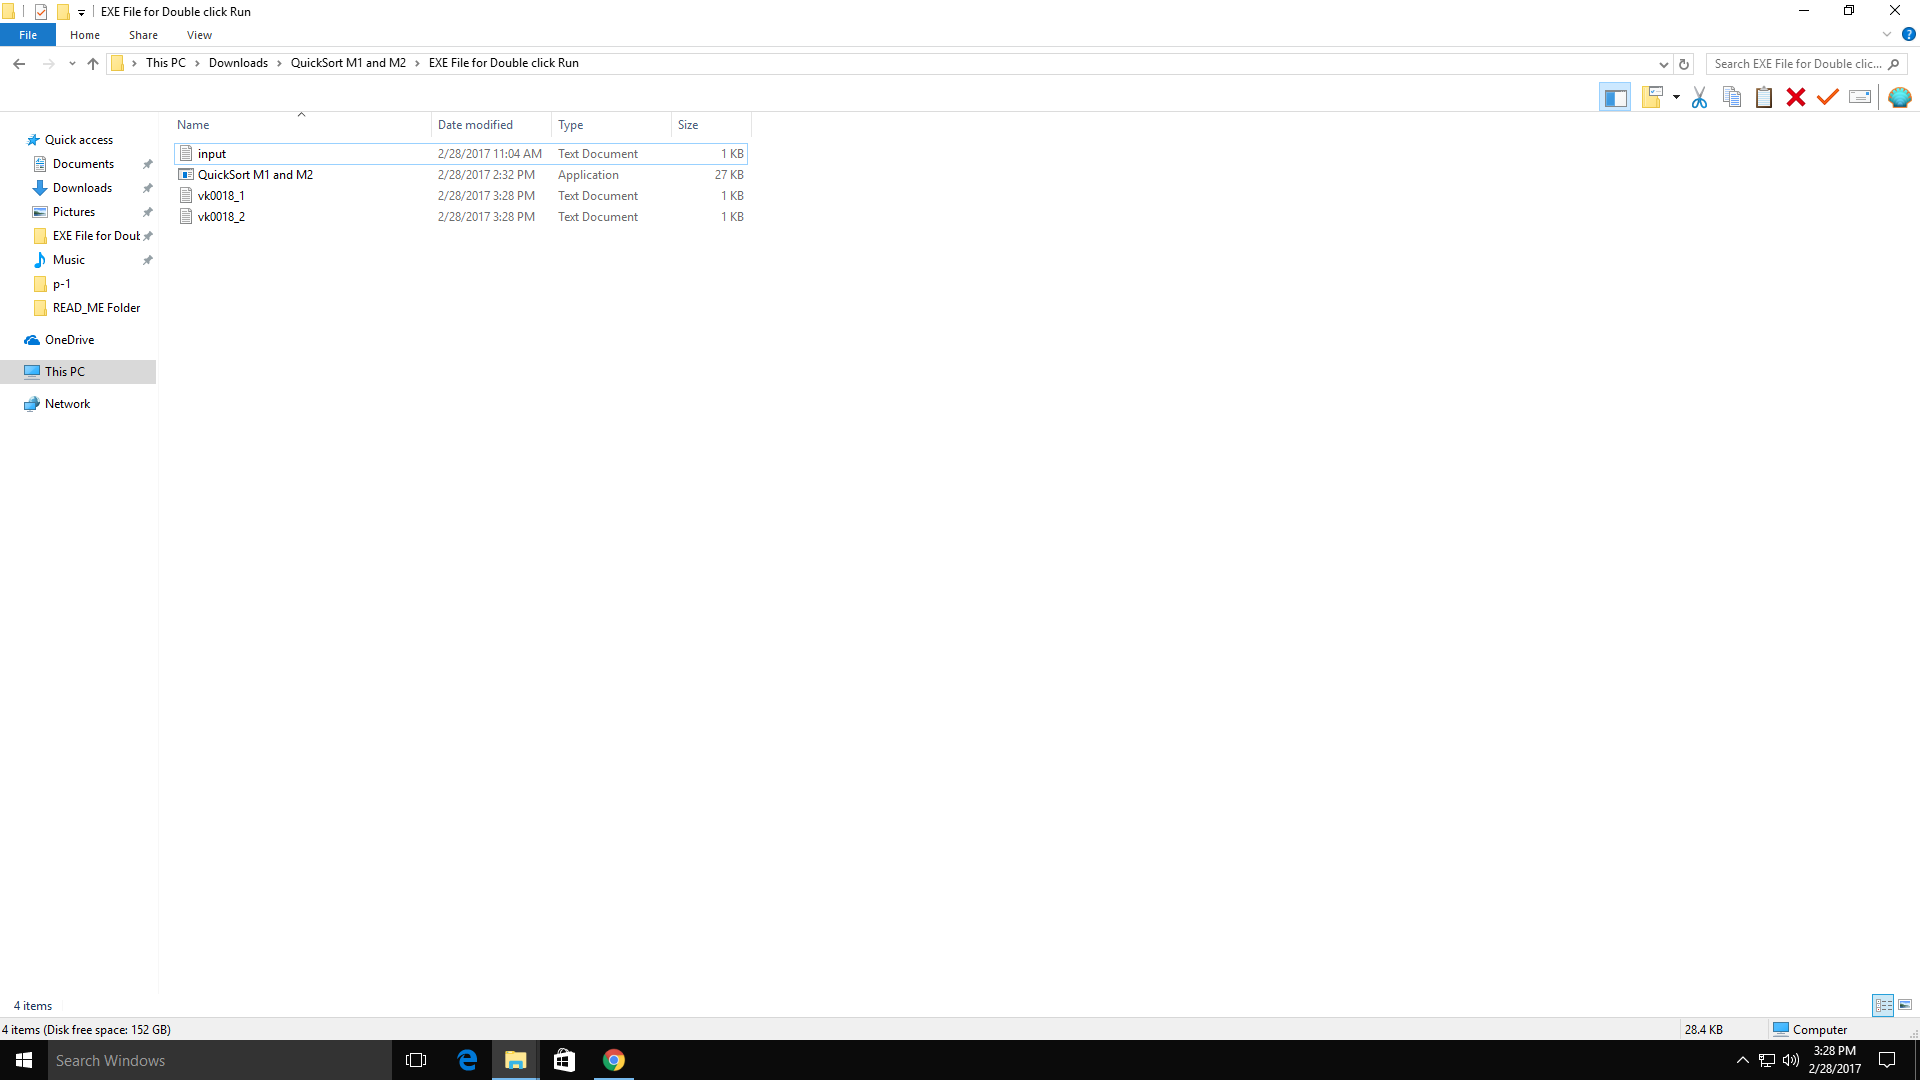 EXE File for Double click Run
File Home Share View
This PC Downloads QuickSort M1 and M2 EXE File for Double click Run
Search EXE File for Double clic...
Name Date modified Type Size
Quick access
Documents
Downloads
Pictures
EXE File for Doub
Music
p-1
READ_ME Folder
OneDrive
This PC
Network
input 2/28/2017 11:04 AM Text Document 1 KB
QuickSort M1 and M2 2/28/2017 2:32 PM Application 27 KB
vk0018_1 2/28/2017 3:28 PM Text Document 1 KB
vk0018_2 2/28/2017 3:28 PM Text Document 1 KB
4 items
4 items (Disk free space: 152 GB) 28.4 KB Computer
Search Windows
3:28 PM
2/28/2017